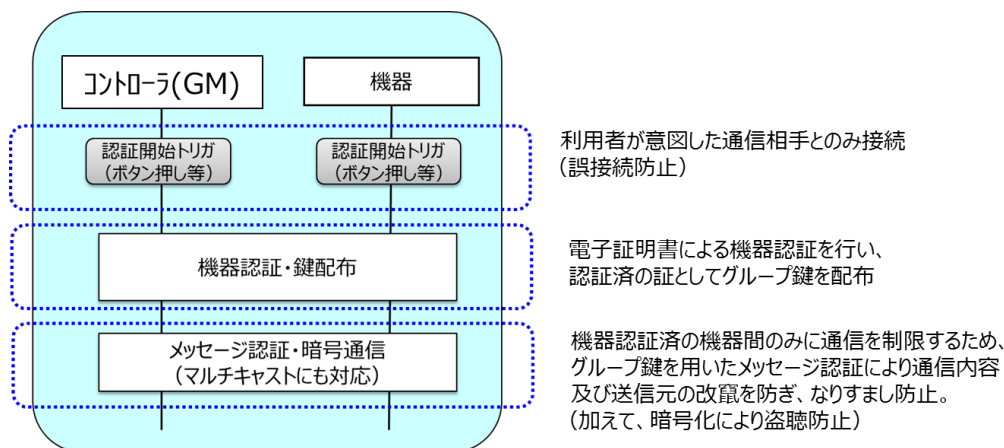 コントローラ(GM)
機器
認証開始トリガ
(ボタン押し等)
認証開始トリガ
(ボタン押し等)
利用者が意図した通信相手とのみ接続
(誤接続防止)
機器認証・鍵配布
電子証明書による機器認証を行い、
認証済の証としてグループ鍵を配布
メッセージ認証・暗号通信
(マルチキャストにも対応)
機器認証済の機器間のみに通信を制限するため、
グループ鍵を用いたメッセージ認証により通信内容
及び送信元の改竄を防ぎ、なりすまし防止。
(加えて、暗号化により盗聴防止)